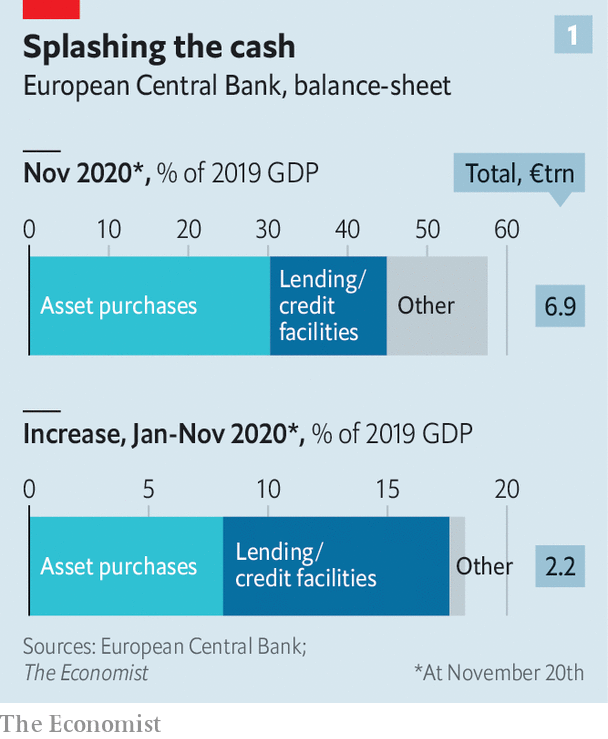 Splashing the cash
1
European Central Bank, balance-sheet
Nov 2020*, % of 2019 GDP
Total, €trn
0 10 20 30 40 50 60
Asset purchases
Lending/
credit
facilities
Other
6.9
Increase, Jan-Nov 2020*, % of 2019 GDP
0 5 10 15 20
Asset purchases
Lending/
credit facilities
Other
2.2
Sources: European Central Bank;
The Economist
*At November 20th
The Economist